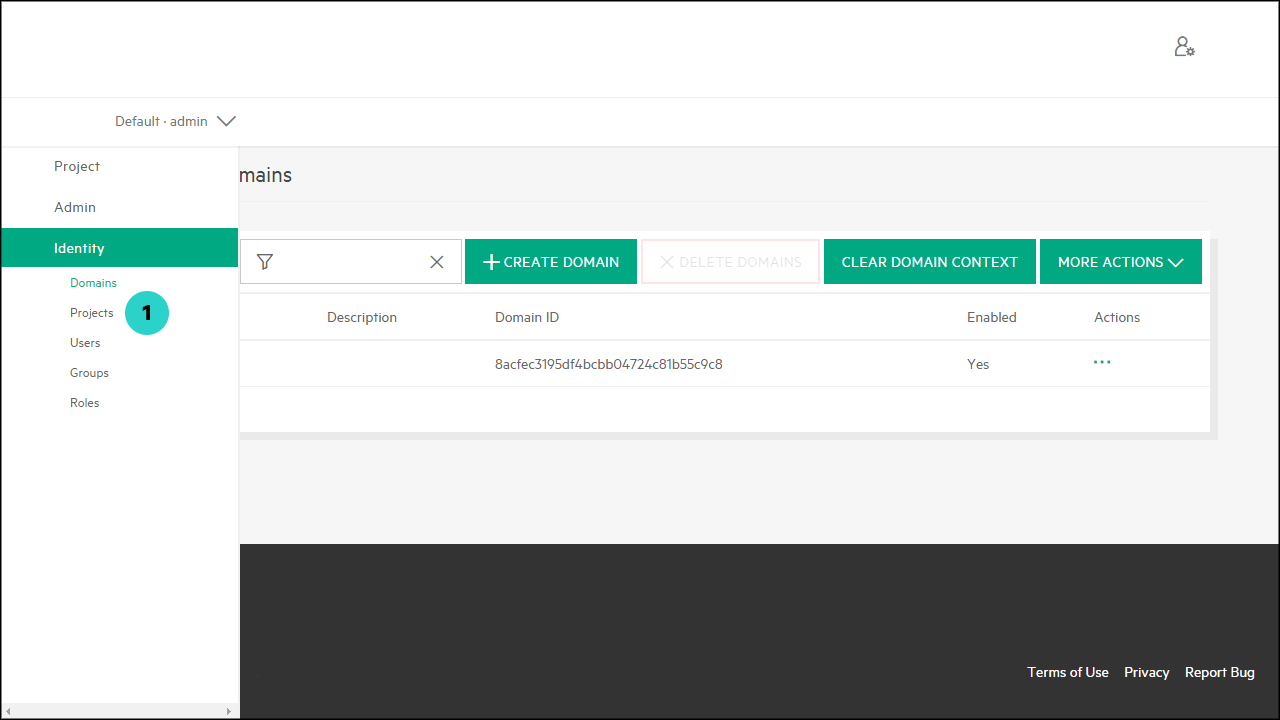 Default · admin
Project
Admin
Identity
Domains
Projects
1
Users
Groups
Roles
mains
CREATE DOMAIN
DELETE DOMAINS
CLEAR DOMAIN CONTEXT
MORE ACTIONS
Description Domain ID Enabled Actions
8acfec3195df4bcbb04724c81b55c9c8 Yes
Terms of Use Privacy Report Bug